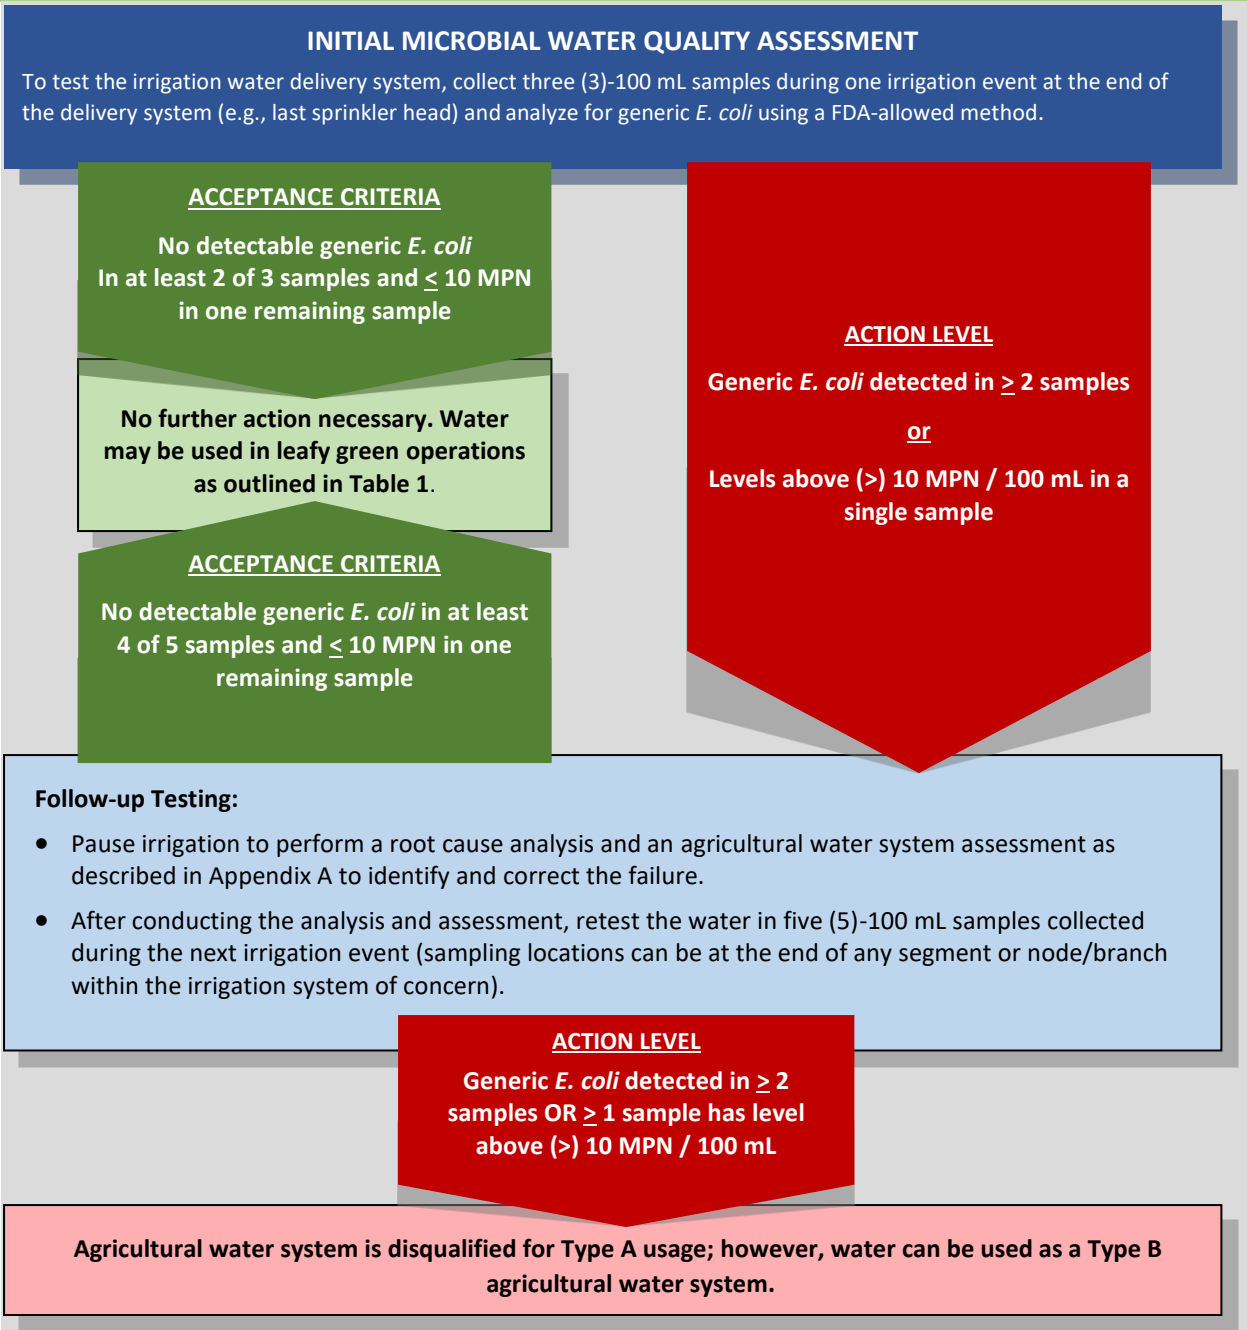 INITIAL MICROBIAL WATER QUALITY ASSESSMENT
To test the irrigation water delivery system, collect three (3)-100 mL samples during one irrigation event at the end of
the delivery system (e.g., last sprinkler head) and analyze for generic E. coli using a FDA-allowed method.
ACCEPTANCE CRITERIA
No detectable generic E. coli
In at least 2 of 3 samples and < 10 MPN
in one remaining sample
No further action necessary. Water
may be used in leafy green operations
as outlined in Table 1.
ACCEPTANCE CRITERIA
No detectable generic E. coli in at least
4 of 5 samples and < 10 MPN in one
remaining sample
ACTION LEVEL
Generic E. coli detected in > 2 samples
or
Levels above (>) 10 MPN / 100 mL in a
single sample
Follow-up Testing:
• Pause irrigation to perform a root cause analysis and an agricultural water system assessment as
described in Appendix A to identify and correct the failure.
• After conducting the analysis and assessment, retest the water in five (5)-100 mL samples collected
during the next irrigation event (sampling locations can be at the end of any segment or node/branch
within the irrigation system of concern).
ACTION LEVEL
Generic E. coli detected in > 2
samples OR > 1 sample has level
above (>) 10 MPN / 100 mL
Agricultural water system is disqualified for Type A usage; however, water can be used as a Type B
agricultural water system.